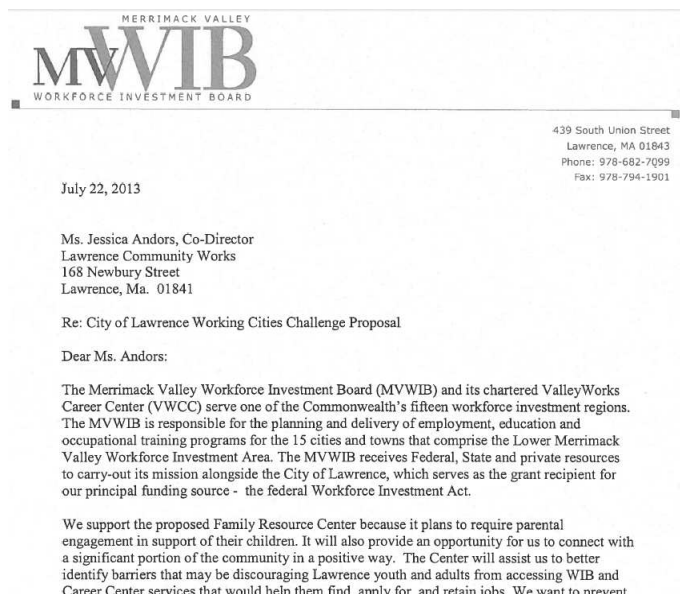 MERRIMACK VALLEY
MWWIB
WORKFORCE INVESTMENT BOARD
439 South Union Street
Lawrence, MA 01843
Phone: 978-682-7099
Fax: 978-794-1901
July 22, 2013
Ms. Jessica Andors, Co-Director
Lawrence Community Works
168 Newbury Street
Lawrence, Ma. 01841
Re: City of Lawrence Working Cities Challenge Proposal
Dear Ms. Andors:
The Merrimack Valley Workforce Investment Board (MVWIB) and its chartered ValleyWorks
Career Center (VWCC) serve one of the Commonwealth's fifteen workforce investment regions.
The MVWIB is responsible for the planning and delivery of employment, education and
occupational training programs for the 15 cities and towns that comprise the Lower Merrimack
Valley Workforce Investment Area. The MVWIB receives Federal, State and private resources
to carry-out its mission alongside the City of Lawrence, which serves as the grant recipient for
our principal funding source - the federal Workforce Investment Act.
We support the proposed Family Resource Center because it plans to require parental
engagement in support of their children. It will also provide an opportunity for us to connect with
a significant portion of the community in a positive way. The Center will assist us to better
identify barriers that may be discouraging Lawrence youth and adults from accessing WIB and
Career Center services that would help them find, apply for, and retain jobs. We want to prevent